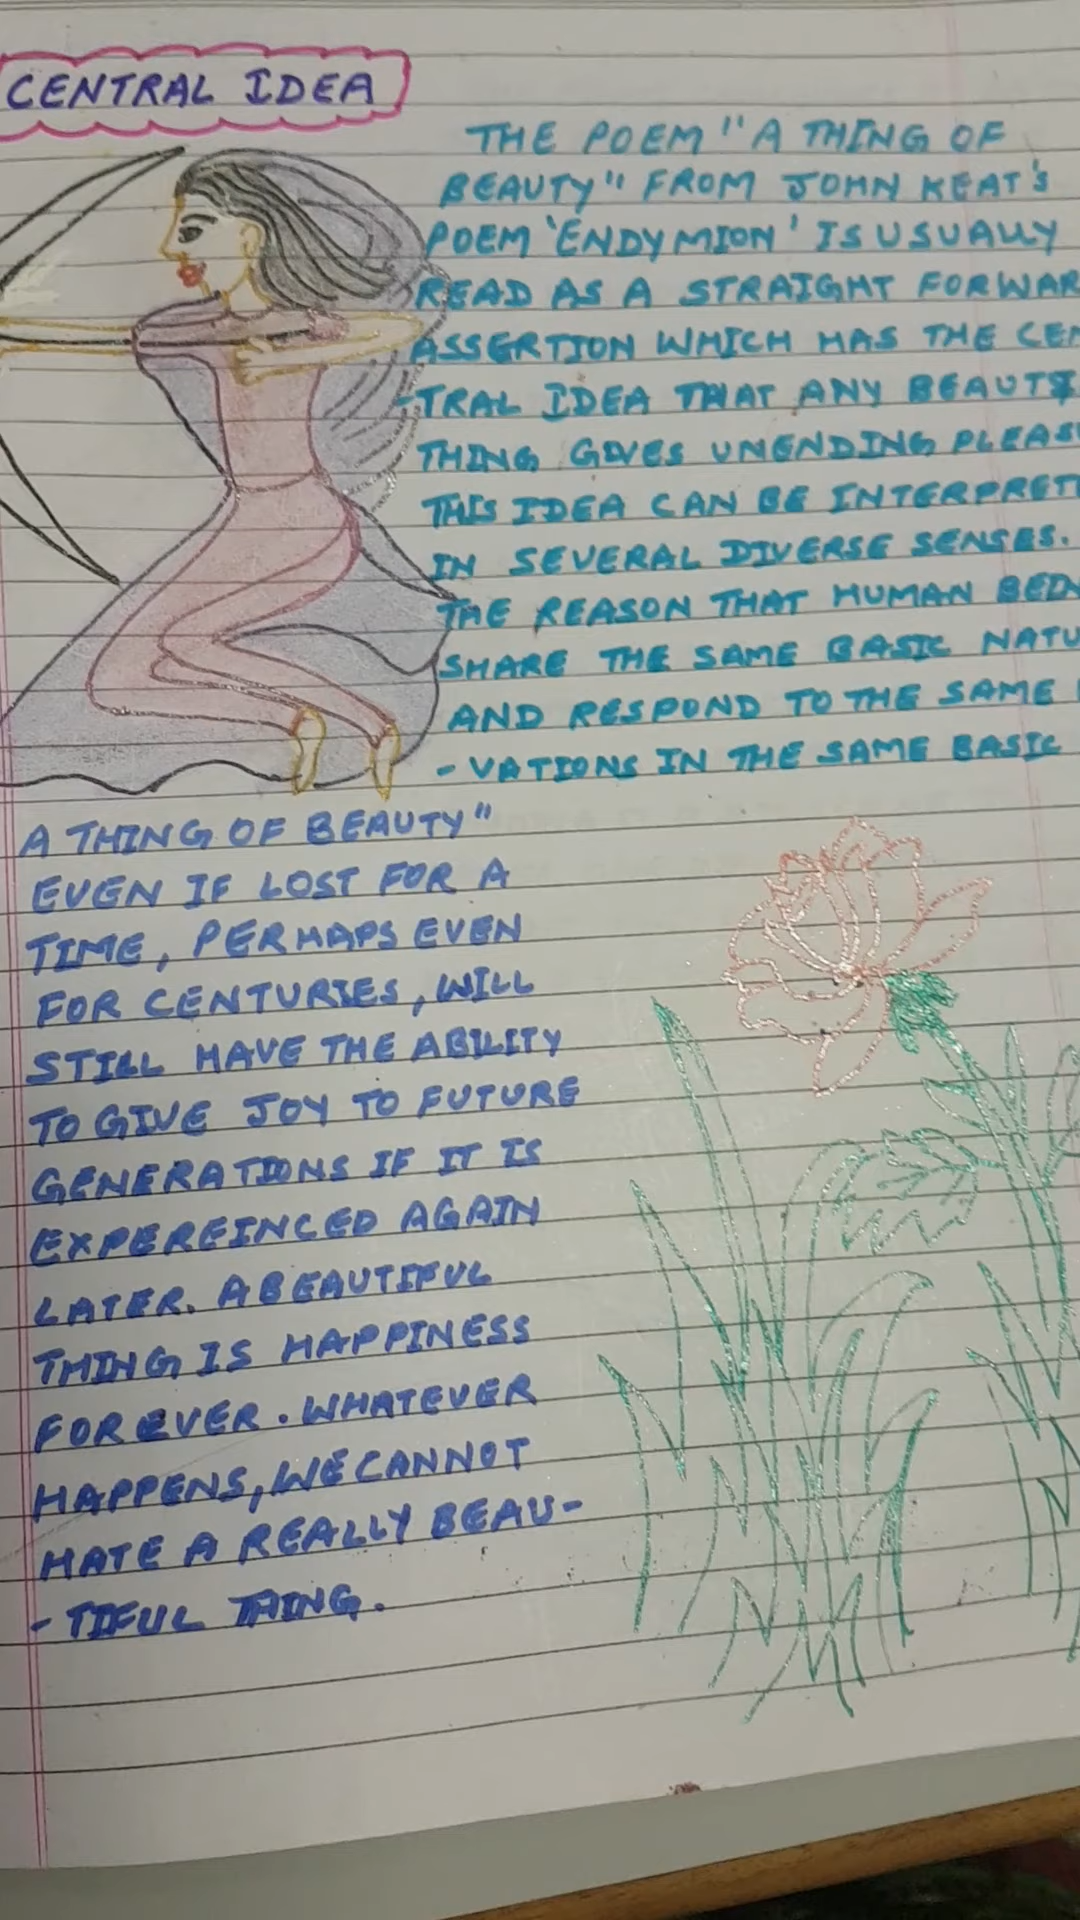 CENTRAL IDEA
THE POEM "A THING OF
BEAUTY" FROM JOHN KEAT'S
POEM 'ENDYMION' IS USUALLY
READ AS A STRAIGHT FORWAR
ASSERTION WHICH HAS THE CEN
-TRAL IDEA THAT ANY BEAUTI
THING GIVES UNENDING PLEAS
THIS IDEA CAN BE INTERPRET
IN SEVERAL DIVERSE SENSES.
THE REASON THAT HUMAN BEIN
SHARE THE SAME BASIC NATU
AND RESPOND TO THE SAME
-VATIONS IN THE SAME BASIC
A THING OF BEAUTY"
EVEN IF LOST FOR A
TIME, PERHAPS EVEN
FOR CENTURIES, WILL
STILL HAVE THE ABILITY
TO GIVE JOY TO FUTURE
GENERATIONS IF IT IS
EXPEREINCED AGAIN
LATER. A BEAUTIFUL
THING IS HAPPINESS
FOREVER. WHATEVER
HAPPENS, WE CANNOT
HATE A REALLY BEAU-
-TIFUL THING.